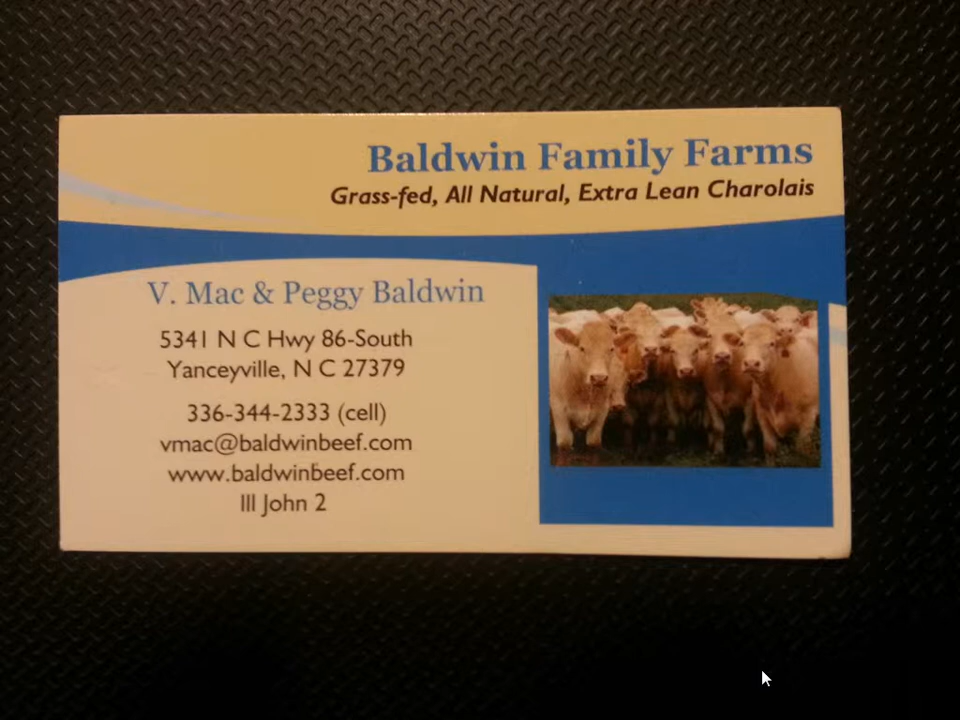 Baldwin Family Farms
Grass-fed, All Natural, Extra Lean Charolais
V. Mac & Peggy Baldwin
5341 N C Hwy 86-South
Yanceyville, N C 27379
336-344-2333 (cell)
vmac@baldwinbeef.com
www.baldwinbeef.com
III John 2